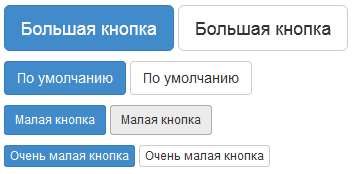 Большая кнопка Большая кнопка
По умолчанию По умолчанию
Малая кнопка Малая кнопка
Очень малая кнопка Очень малая кнопка